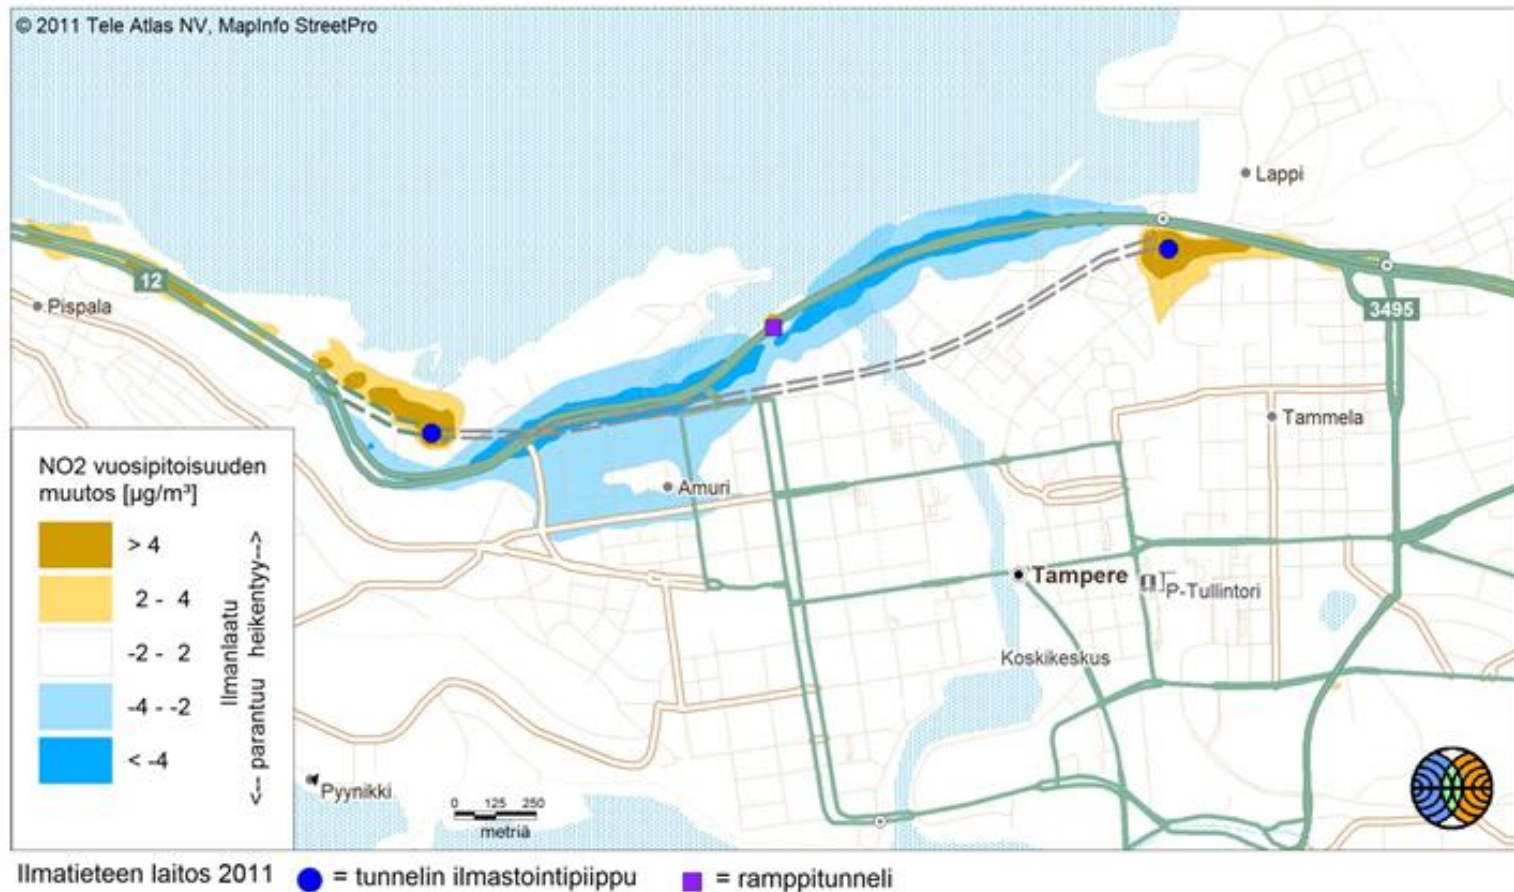 © 2011 Tele Atlas NV, MapInfo StreetPro
Lappi
12
Pispala
3495
Tammela
NO2 vuosipitoisuuden
muutos [µg/m³]
> 4
2 - 4
-2 - 2
-4 - -2
< -4
Ilmanlaatu
<-- parantuu heikentyy-->
Amuri
Tampere
P-Tullintori
Koskikeskus
Pyynikki
0 125 250
metriä
Ilmatieteen laitos 2011
= tunnelin ilmastointipiippu
= ramppitunneli